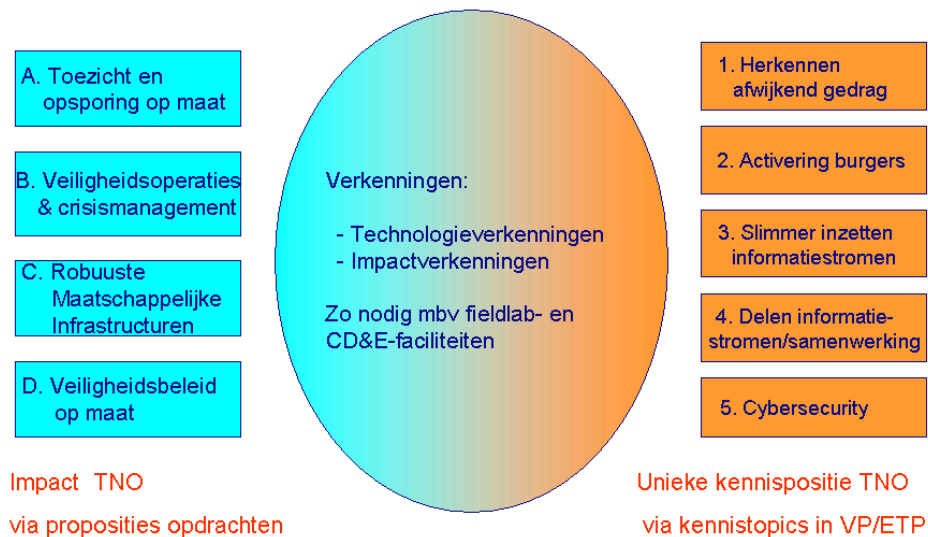 A. Toezicht en
opsporing op maat
B. Veiligheidsoperaties
& crisismanagement
C. Robuuste
Maatschappelijke
Infrastructuren
D. Veiligheidsbeleid
op maat
Impact TNO
via proposities opdrachten
Verkenningen:
- Technologieverkenningen
- Impactverkenningen
Zo nodig mbv fieldlab- en
CD&E-faciliteiten
1. Herkennen
afwijkend gedrag
2. Activering burgers
3. Slimmer inzetten
informatiestromen
4. Delen informatie-
stromen/samenwerking
5. Cybersecurity
Unieke kennispositie TNO
via kennistopics in VP/ETP